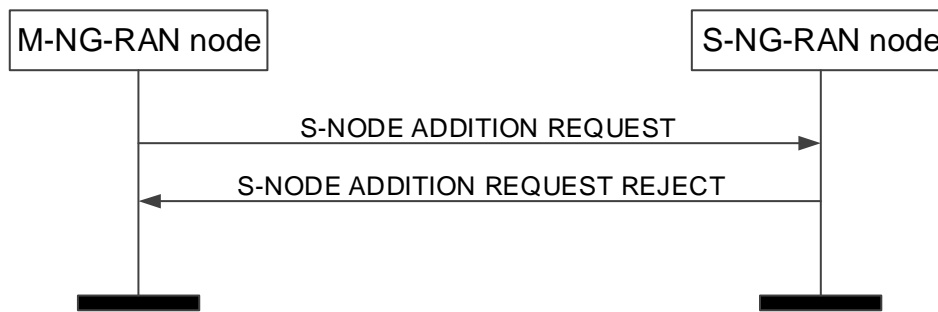 M-NG-RAN node
S-NG-RAN node
S-NODE ADDITION REQUEST
S-NODE ADDITION REQUEST REJECT